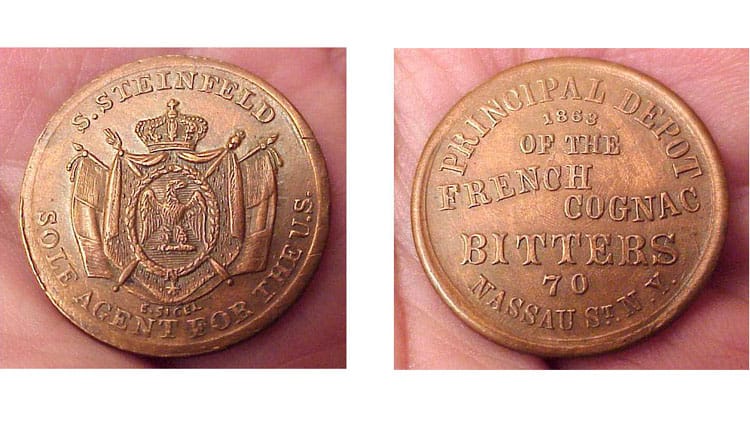 S. STEINFELD
SOLE AGENT FOR THE U.S.
E. SIGEL
PRINCIPAL DEPOT
1863
OF THE
FRENCH
COGNAC
BITTERS
70
NASSAU ST. N.Y.